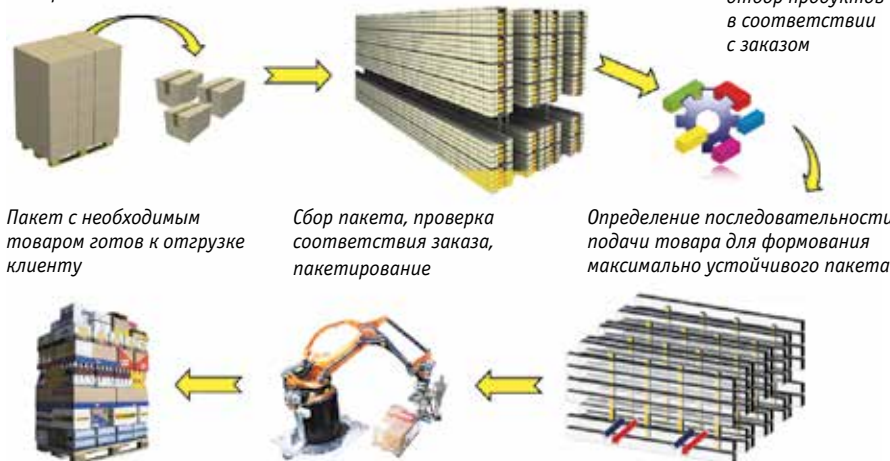 отбор продуктов
в соответствии
с заказом
Пакет с необходимым
товаром готов к отгрузке
клиенту
Сбор пакета, проверка
соответствия заказа,
пакетирование
Определение последовательности
подачи товара для формования
максимально устойчивого пакета